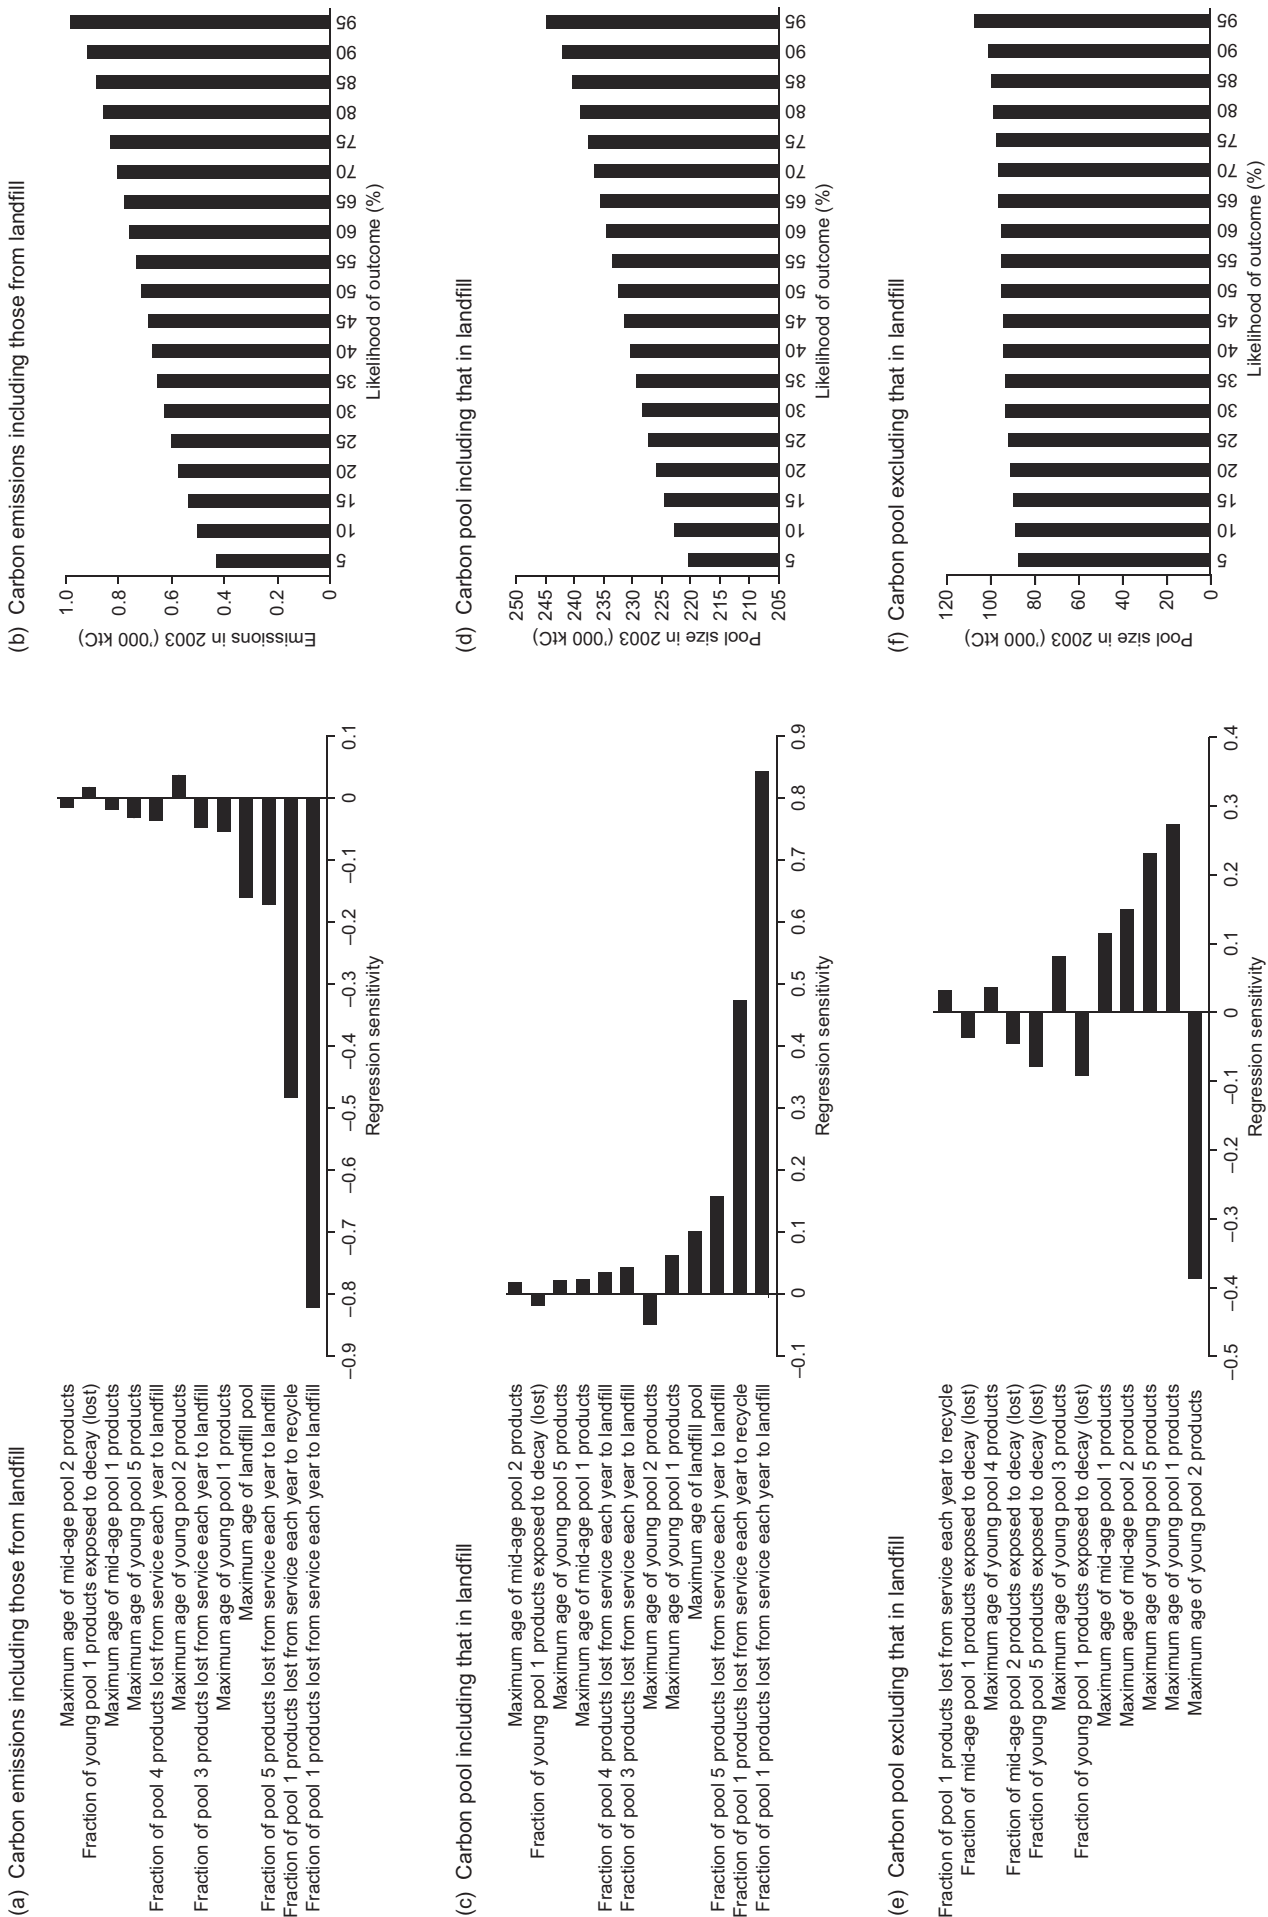 (a) Carbon emissions including those from landfill
Maximum age of mid-age pool 2 products
Fraction of young pool 1 products exposed to decay (lost)
Maximum age of mid-age pool 1 products
Maximum age of young pool 5 products
Fraction of pool 4 products lost from service each year to landfill
Maximum age of young pool 2 products
Fraction of pool 3 products lost from service each year to landfill
Maximum age of young pool 1 products
Maximum age of landfill pool
Fraction of pool 5 products lost from service each year to landfill
Fraction of pool 1 products lost from service each year to recycle
Fraction of pool 1 products lost from service each year to landfill
–0.9 –0.8 –0.7 –0.6 –0.5 –0.4 –0.3 –0.2 –0.1 0 0.1
Regression sensitivity
(b) Carbon emissions including those from landfill
Emissions in 2003 ('000 ktC)
1.0
0.8
0.6
0.4
0.2
0
5 10 15 20 25 30 35 40 45 50 55 60 65 70 75 80 85 90 95
Likelihood of outcome (%)
(c) Carbon pool including that in landfill
Maximum age of mid-age pool 2 products
Fraction of young pool 1 products exposed to decay (lost)
Maximum age of young pool 5 products
Maximum age of mid-age pool 1 products
Fraction of pool 4 products lost from service each year to landfill
Fraction of pool 3 products lost from service each year to landfill
Maximum age of young pool 2 products
Maximum age of young pool 1 products
Maximum age of landfill pool
Fraction of pool 5 products lost from service each year to landfill
Fraction of pool 1 products lost from service each year to recycle
Fraction of pool 1 products lost from service each year to landfill
–0.1 0 0.1 0.2 0.3 0.4 0.5 0.6 0.7 0.8 0.9
Regression sensitivity
(d) Carbon pool including that in landfill
Pool size in 2003 ('000 ktC)
250
245
240
235
230
225
220
215
210
205
5 10 15 20 25 30 35 40 45 50 55 60 65 70 75 80 85 90 95
Likelihood of outcome (%)
(e) Carbon pool excluding that in landfill
Fraction of pool 1 products lost from service each year to recycle
Fraction of mid-age pool 1 products exposed to decay (lost)
Maximum age of young pool 4 products
Fraction of mid-age pool 2 products exposed to decay (lost)
Fraction of young pool 5 products exposed to decay (lost)
Maximum age of young pool 3 products
Fraction of young pool 1 products exposed to decay (lost)
Maximum age of mid-age pool 1 products
Maximum age of mid-age pool 2 products
Maximum age of young pool 5 products
Maximum age of young pool 1 products
Maximum age of young pool 2 products
–0.5 –0.4 –0.3 –0.2 –0.1 0 0.1 0.2 0.3 0.4
Regression sensitivity
(f) Carbon pool excluding that in landfill
Pool size in 2003 ('000 ktC)
120
100
80
60
40
20
0
5 10 15 20 25 30 35 40 45 50 55 60 65 70 75 80 85 90 95
Likelihood of outcome (%)